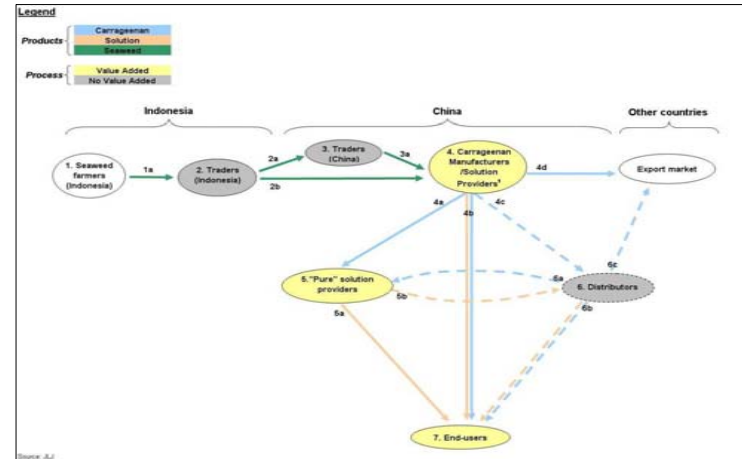 Legend
Products
Carrageenan
Solution
Seaweed
Process
Value Added
No Value Added
Indonesia
China
Other countries
1. Seaweed
farmers
(Indonesia)
1a
2. Traders
(Indonesia)
2a
2b
3. Traders
(China)
3a
4. Carrageenan
Manufacturers
/Solution
Providers
4d
Export market
4a
4b
4c
5."Pure" solution
providers
5b
5a
6a
6c
6. Distributors
6b
7. End-users
Source: JLJ